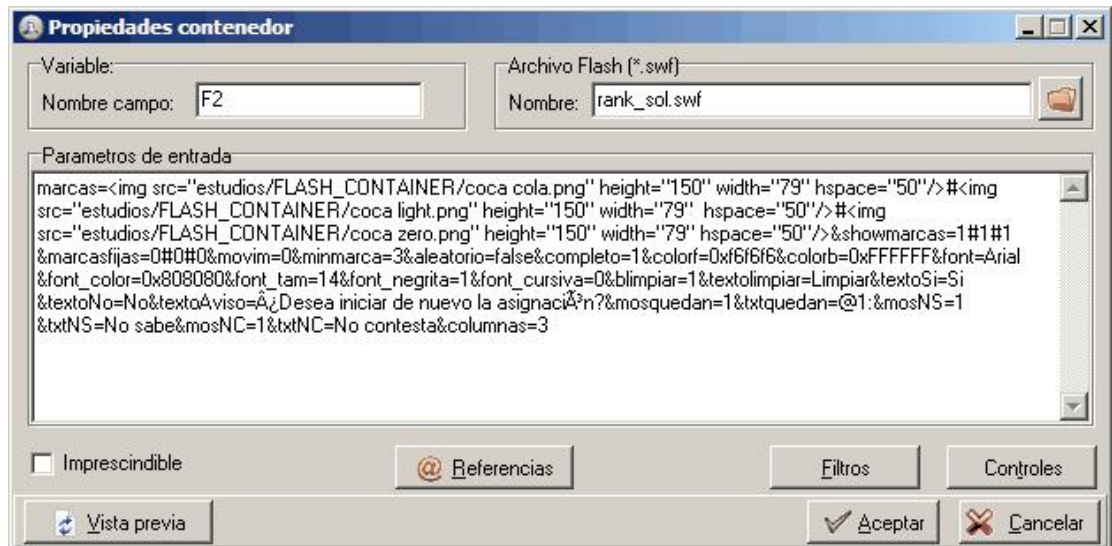 Propiedades contenedor
Variable:
Nombre campo: F2
Archivo Flash (*.swf)
Nombre: rank_sol.swf
Parametros de entrada
marcas=<img src="estudios/FLASH_CONTAINER/coca cola.png" height="150" width="79" hspace="50"/>#<img
src="estudios/FLASH_CONTAINER/coca light.png" height="150" width="79"  hspace="50"/>#<img
src="estudios/FLASH_CONTAINER/coca zero.png" height="150" width="79" hspace="50"/>&showmarcas=1#1#1
&marcasfijas=0#0#0&movim=0&minmarca=3&aleatorio=false&completo=1&colorf=0xf6f6f6&colorb=0xFFFFFF&font=Arial
&font_color=0x808080&font_tam=14&font_negrita=1&font_cursiva=0&blimpiar=1&textolimpiar=Limpiar&textoSi=Si
&textoNo=No&textoAviso=Â¿Desea iniciar de nuevo la asignaciÃ³n?&mosquedan=1&txtquedan=@1:&mosNS=1
&txtNS=No sabe&mosNC=1&txtNC=No contesta&columnas=3
Imprescindible
@ Referencias
Filtros
Controles
Vista previa
Aceptar
Cancelar